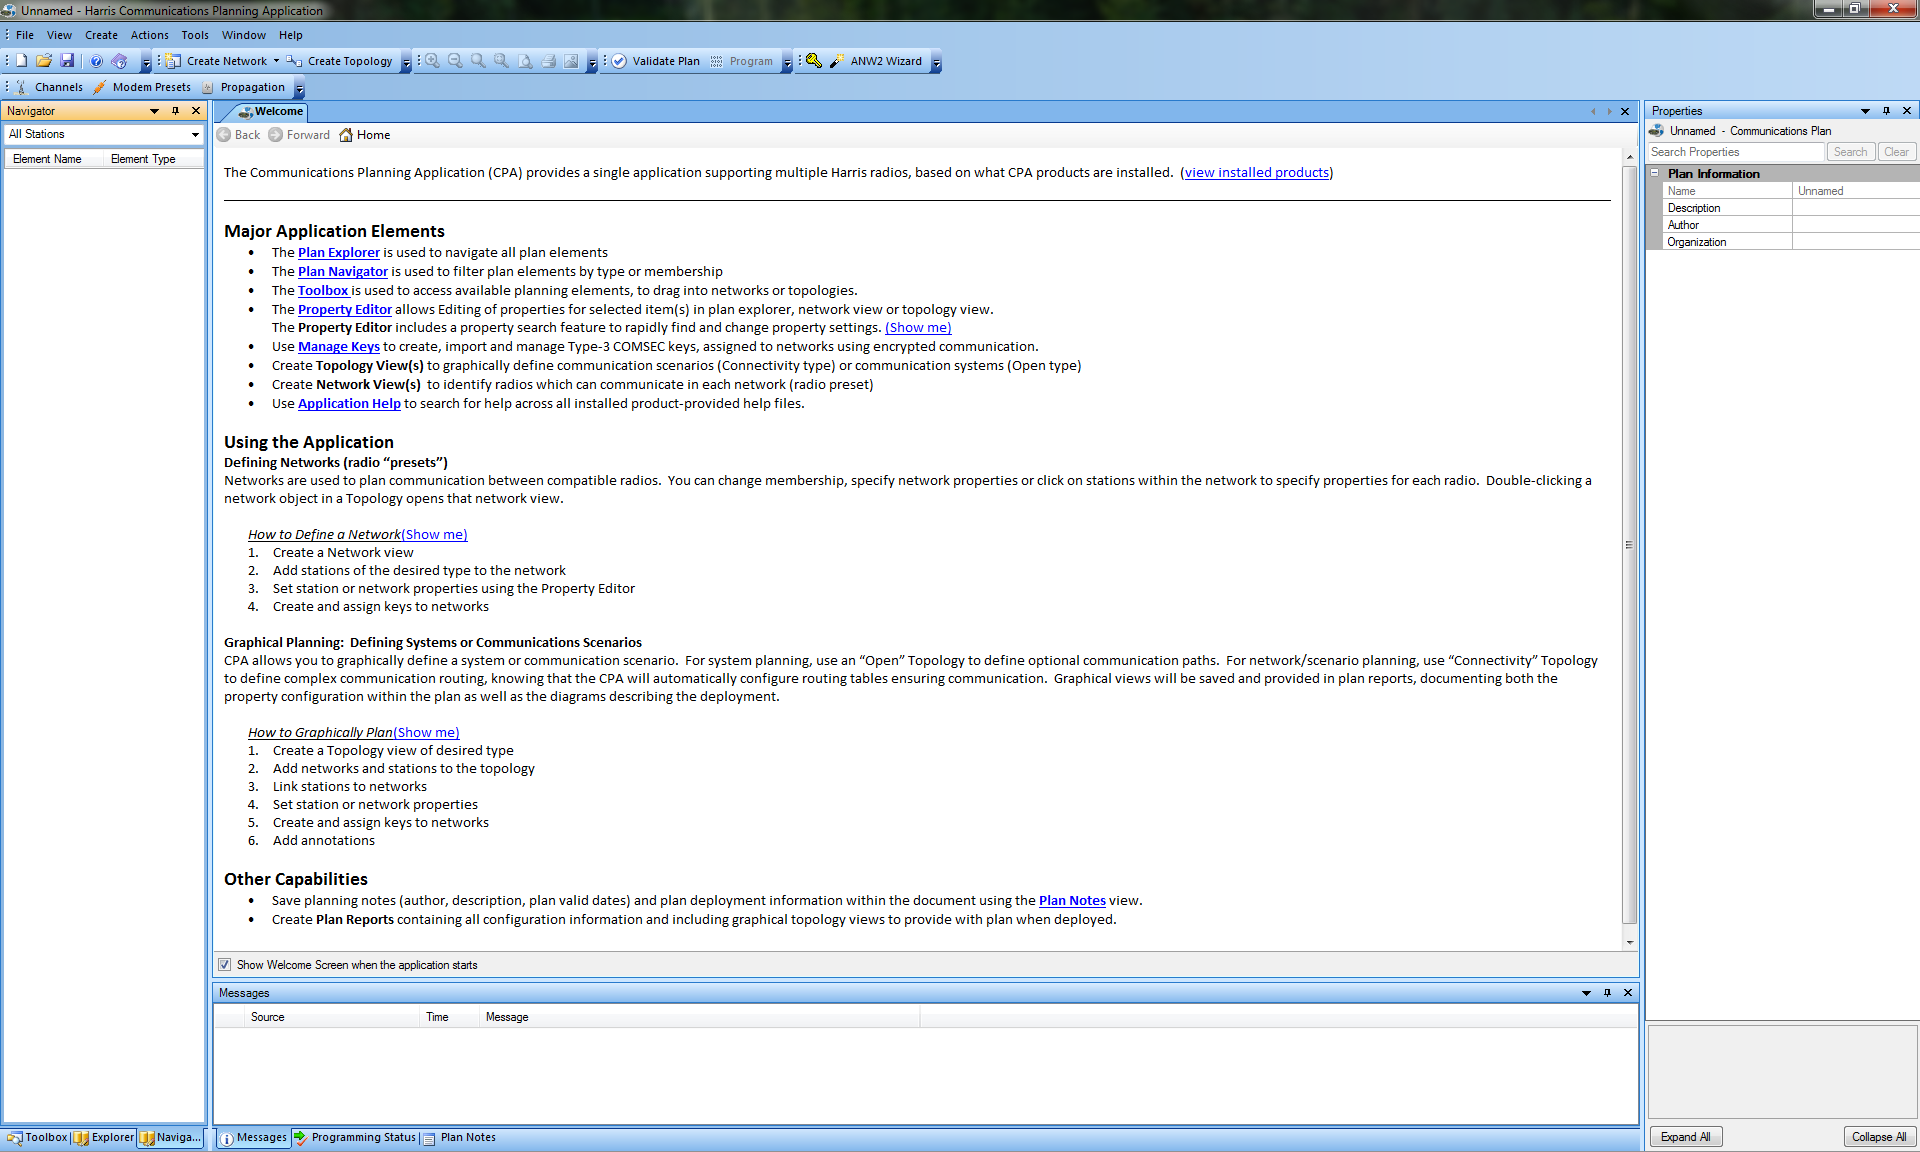 Unnamed - Harris Communications Planning Application
File View Create Actions Tools Window Help
Create Network Create Topology Validate Plan Program ANW2 Wizard
Channels Modem Presets Propagation
Navigator
All Stations
Element Name Element Type
Welcome
Back Forward Home
The Communications Planning Application (CPA) provides a single application supporting multiple Harris radios, based on what CPA products are installed. (view installed products)
Major Application Elements
• The Plan Explorer is used to navigate all plan elements
• The Plan Navigator is used to filter plan elements by type or membership
• The Toolbox is used to access available planning elements, to drag into networks or topologies.
• The Property Editor allows Editing of properties for selected item(s) in plan explorer, network view or topology view.
The Property Editor includes a property search feature to rapidly find and change property settings. (Show me)
• Use Manage Keys to create, import and manage Type-3 COMSEC keys, assigned to networks using encrypted communication.
• Create Topology View(s) to graphically define communication scenarios (Connectivity type) or communication systems (Open type)
• Create Network View(s) to identify radios which can communicate in each network (radio preset)
• Use Application Help to search for help across all installed product-provided help files.
Using the Application
Defining Networks (radio “presets”)
Networks are used to plan communication between compatible radios. You can change membership, specify network properties or click on stations within the network to specify properties for each radio. Double-clicking a
network object in a Topology opens that network view.
How to Define a Network(Show me)
1. Create a Network view
2. Add stations of the desired type to the network
3. Set station or network properties using the Property Editor
4. Create and assign keys to networks
Graphical Planning: Defining Systems or Communications Scenarios
CPA allows you to graphically define a system or communication scenario. For system planning, use an “Open” Topology to define optional communication paths. For network/scenario planning, use “Connectivity” Topology
to define complex communication routing, knowing that the CPA will automatically configure routing tables ensuring communication. Graphical views will be saved and provided in plan reports, documenting both the
property configuration within the plan as well as the diagrams describing the deployment.
How to Graphically Plan(Show me)
1. Create a Topology view of desired type
2. Add networks and stations to the topology
3. Link stations to networks
4. Set station or network properties
5. Create and assign keys to networks
6. Add annotations
Other Capabilities
• Save planning notes (author, description, plan valid dates) and plan deployment information within the document using the Plan Notes view.
• Create Plan Reports containing all configuration information and including graphical topology views to provide with plan when deployed.
Show Welcome Screen when the application starts
Messages
Source Time Message
Toolbox Explorer Naviga...
Messages Programming Status Plan Notes
Properties
Unnamed - Communications Plan
Search Properties Search Clear
Plan Information
Name Unnamed
Description
Author
Organization
Expand All Collapse All